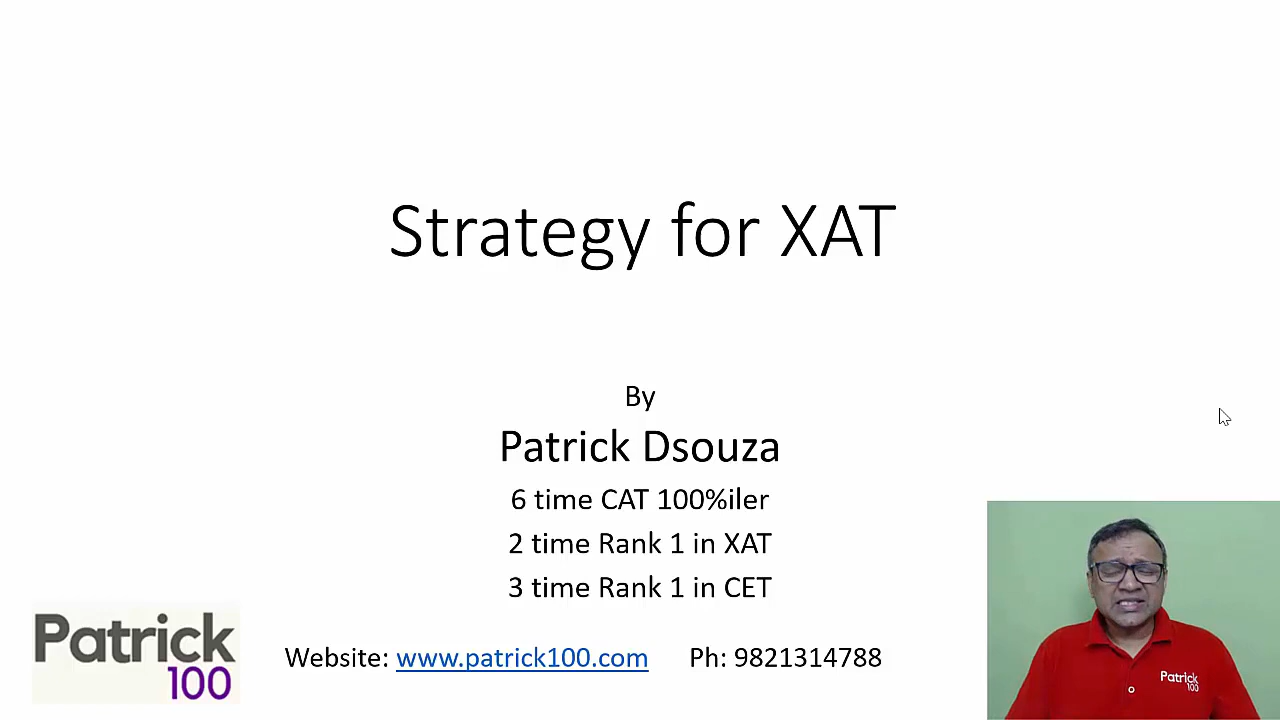 Strategy for XAT
By
Patrick Dsouza
6 time CAT 100%iler
2 time Rank 1 in XAT
3 time Rank 1 in CET
Patrick
100
Website: www.patrick100.com Ph: 9821314788
Patrick
100